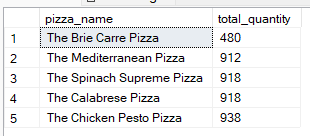 pizza_name total_quantity
1 The Brie Carre Pizza 480
2 The Mediterranean Pizza 912
3 The Spinach Supreme Pizza 918
4 The Calabrese Pizza 918
5 The Chicken Pesto Pizza 938